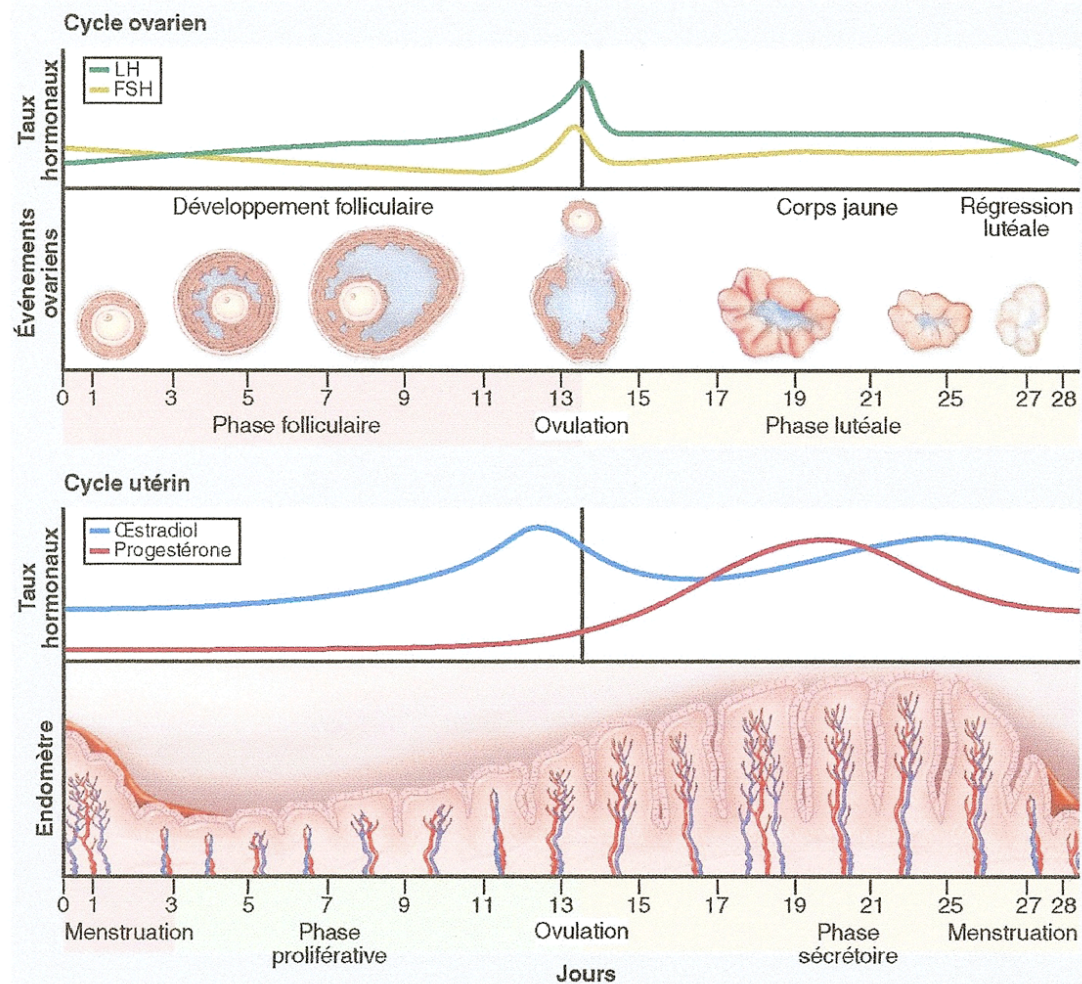 Cycle ovarien
LH
FSH
Taux
hormonaux
Développement folliculaire
Corps jaune
Régression
lutéale
Événements
ovariens
0 1 3 5 7 9 11 13 15 17 19 21 25 27 28
Phase folliculaire
Ovulation
Phase lutéale
Cycle utérin
Œstradiol
Progestérone
Taux
hormonaux
Endomètre
0 1 3 5 7 9 11 13 15 17 19 21 25 27 28
Menstruation
Phase
proliférative
Ovulation
Phase
sécrétoire
Menstruation
Jours